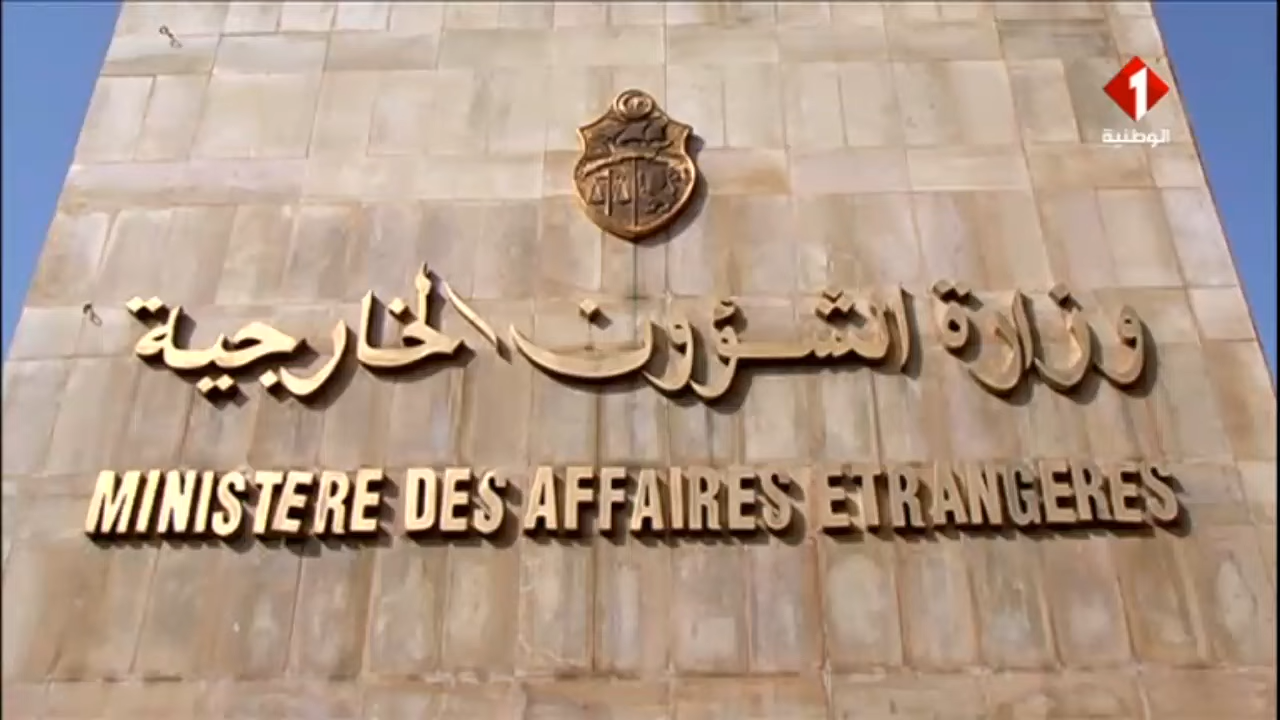 1
الوطنية
وزارة الشؤون الخارجية
MINISTERE DES AFFAIRES ETRANGERES